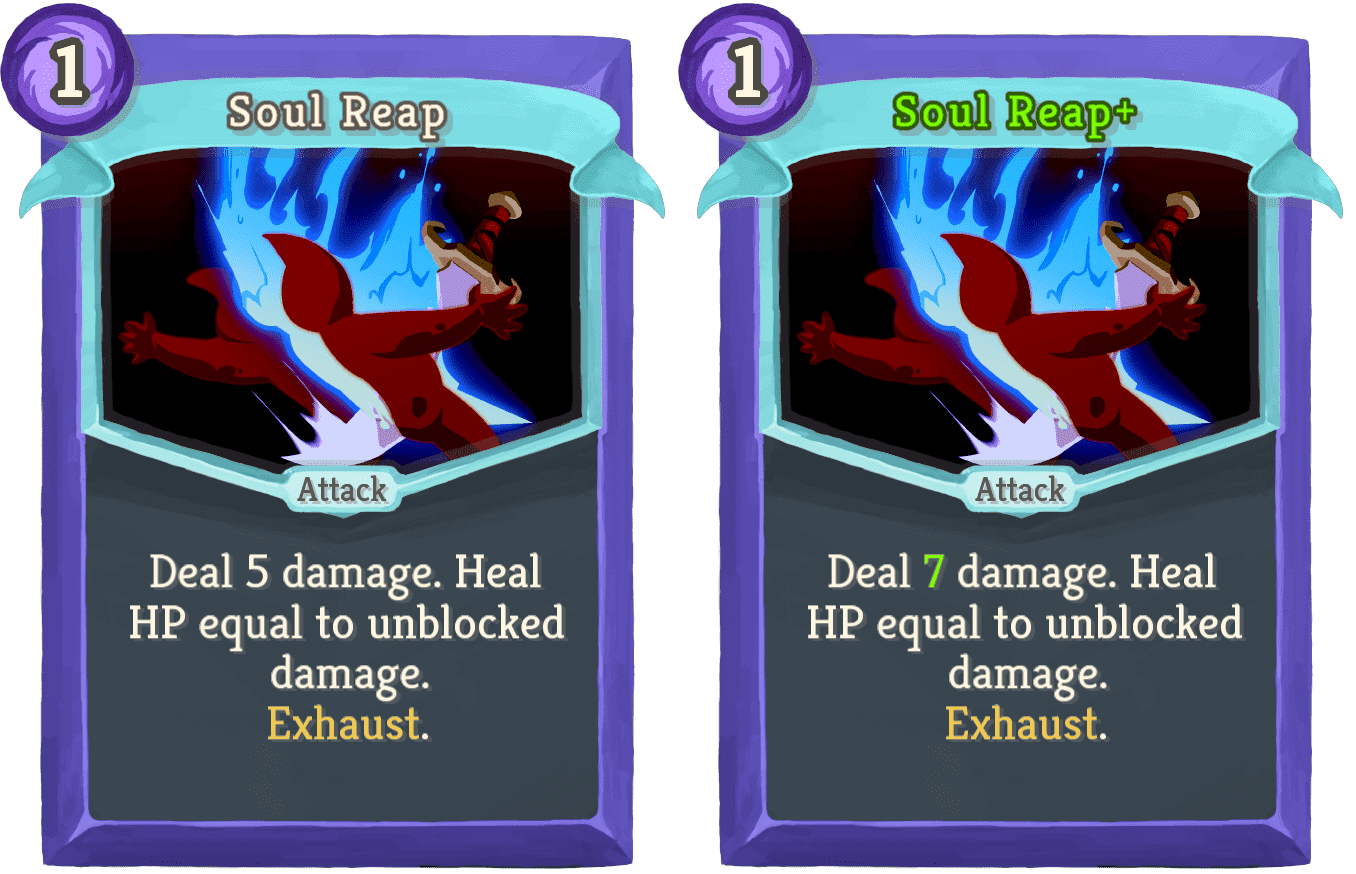 1
Soul Reap
Attack
Deal 5 damage. Heal
HP equal to unblocked
damage.
Exhaust.
1
Soul Reap+
Attack
Deal 7 damage. Heal
HP equal to unblocked
damage.
Exhaust.